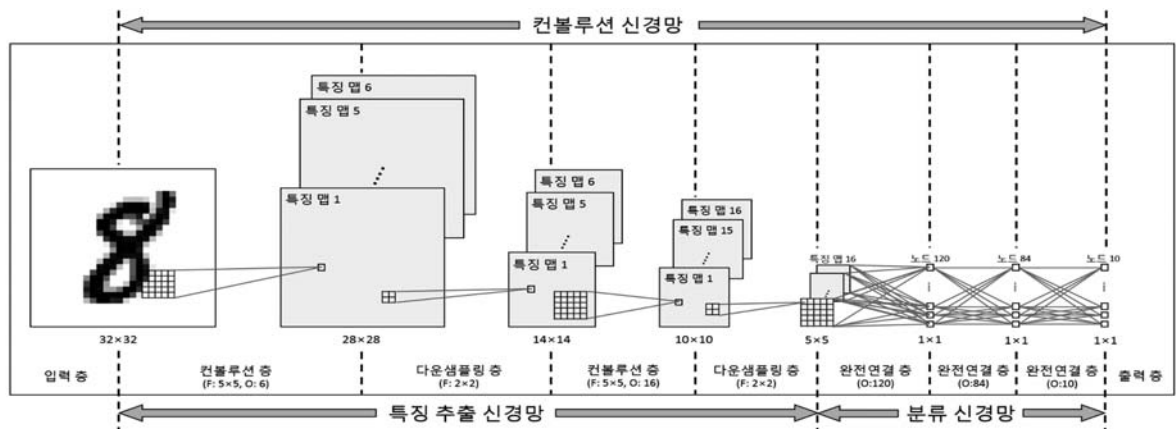 컨볼루션 신경망
특징 맵 6
특징 맵 5
특징 맵 1
특징 맵 6
특징 맵 5
특징 맵 1
특징 맵 16
특징 맵 15
특징 맵 1
특징 맵 16
노드 120
노드 84
노드 10
32×32
28×28
14×14
10×10
5×5
1×1
1×1
1×1
입력 층
컨볼루션 층
(F: 5×5, O: 6)
다운샘플링 층
(F: 2×2)
컨볼루션 층
(F: 5×5, O: 16)
다운샘플링 층
(F: 2×2)
완전연결 층
(O:120)
완전연결 층
(O:84)
완전연결 층
(O:10)
출력 층
특징 추출 신경망
분류 신경망